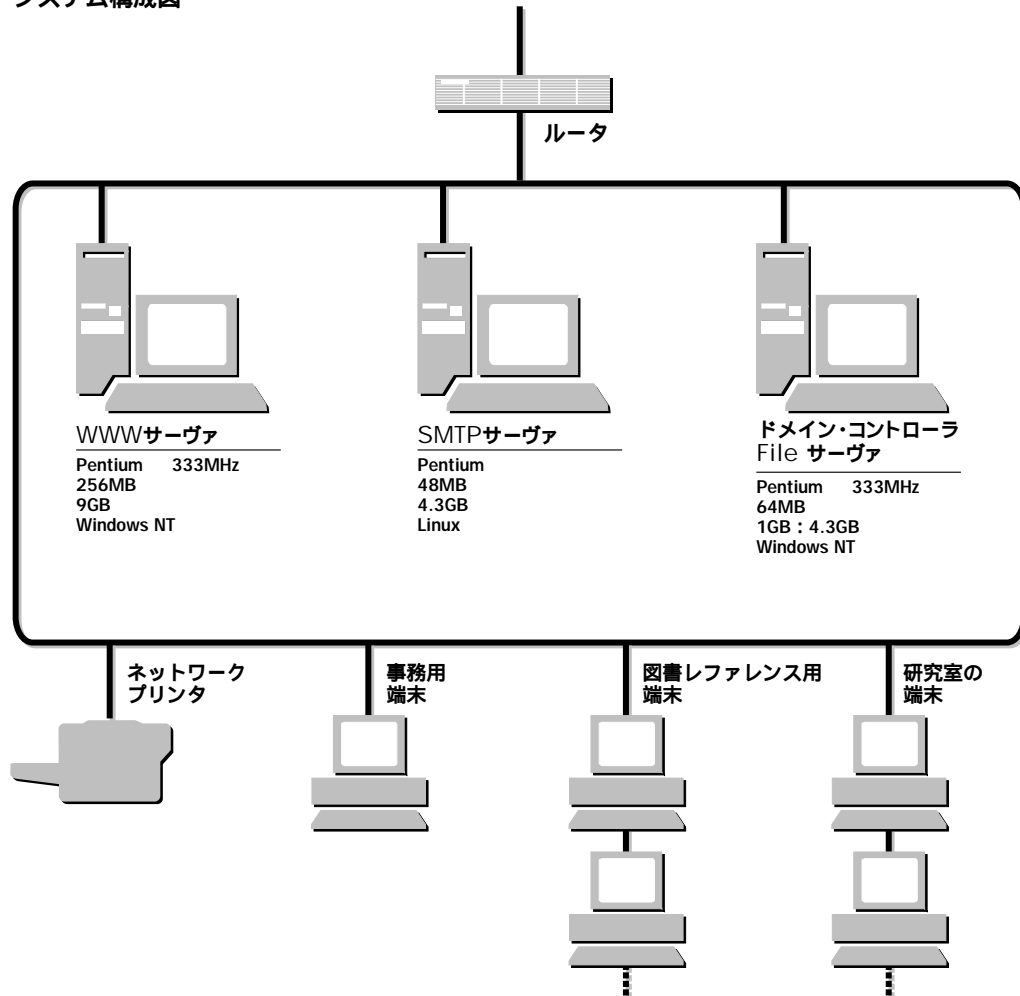 システム構成図
ルータ
WWWサーヴァ
Pentium 333MHz
256MB
9GB
Windows NT
SMTPサーヴァ
Pentium
48MB
4.3GB
Linux
ドメイン・コントローラ
File サーヴァ
Pentium 333MHz
64MB
1GB：4.3GB
Windows NT
ネットワーク
プリンタ
事務用
端末
図書レファレンス用
端末
研究室の
端末